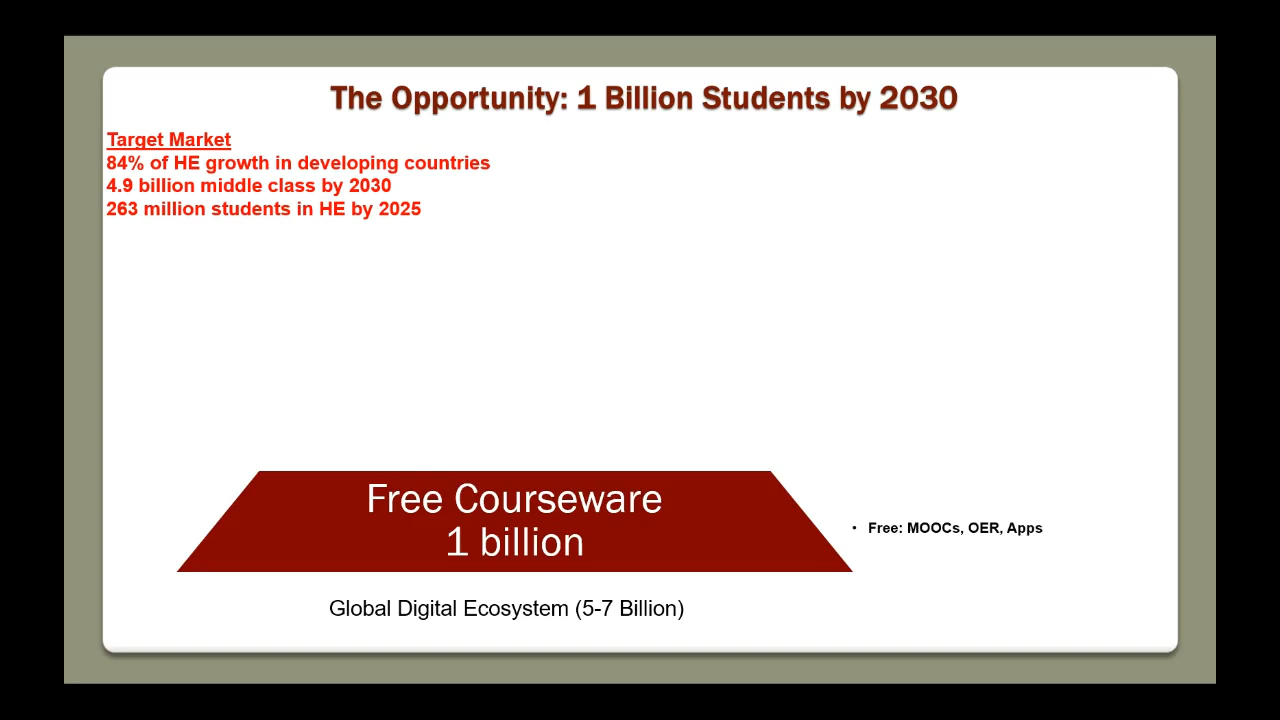 The Opportunity: 1 Billion Students by 2030
Target Market
84% of HE growth in developing countries
4.9 billion middle class by 2030
263 million students in HE by 2025
Free Courseware
1 billion
• Free: MOOCs, OER, Apps
Global Digital Ecosystem (5-7 Billion)